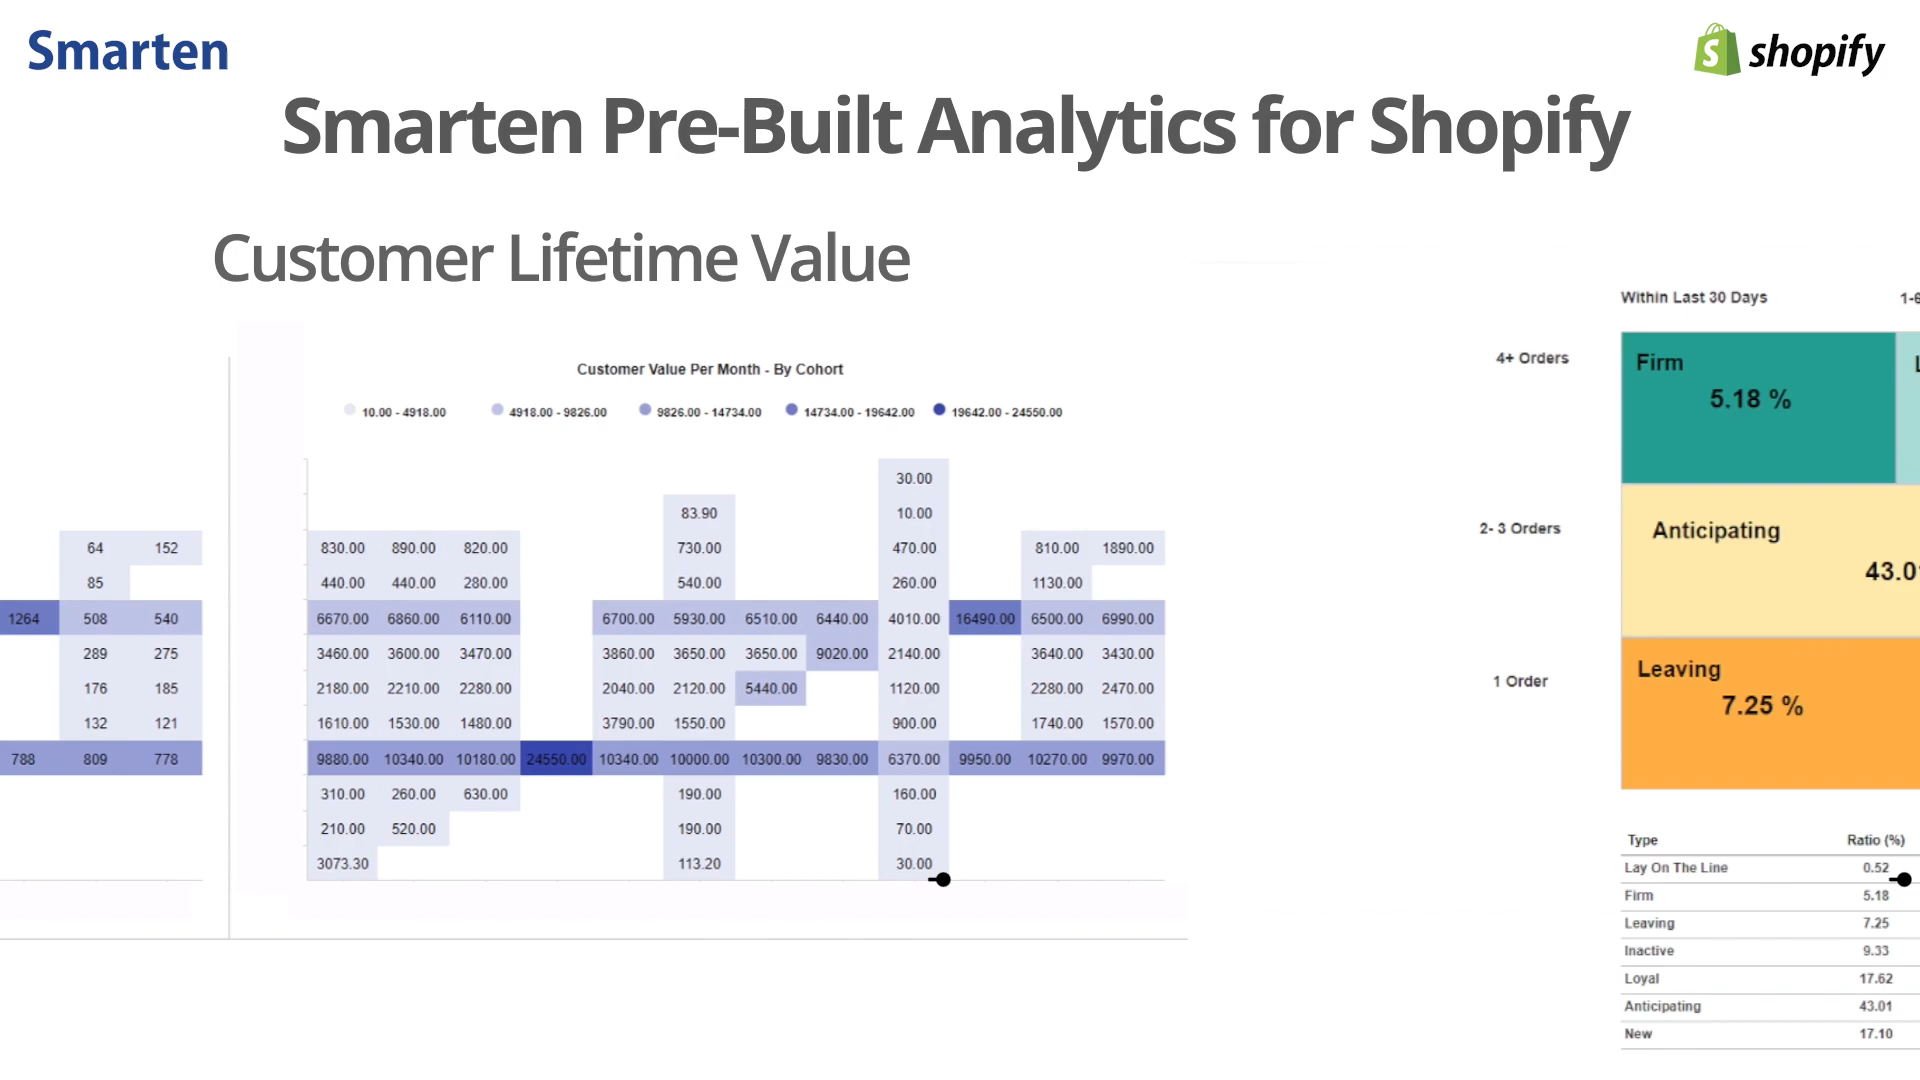 Smarten
shopify
Smarten Pre-Built Analytics for Shopify
Customer Lifetime Value
Customer Value Per Month - By Cohort
10.00 - 4918.00 4918.00 - 9826.00 9826.00 - 14734.00 14734.00 - 19642.00 19642.00 - 24550.00
30.00
83.90 10.00
64 152 830.00 890.00 820.00 730.00 470.00 810.00 1890.00
85 440.00 440.00 280.00 540.00 260.00 1130.00
1264 508 540 6670.00 6860.00 6110.00 6700.00 5930.00 6510.00 6440.00 4010.00 16490.00 6500.00 6990.00
289 275 3460.00 3600.00 3470.00 3860.00 3650.00 3650.00 9020.00 2140.00 3640.00 3430.00
176 185 2180.00 2210.00 2280.00 2040.00 2120.00 5440.00 1120.00 2280.00 2470.00
132 121 1610.00 1530.00 1480.00 3790.00 1550.00 900.00 1740.00 1570.00
788 809 778 9880.00 10340.00 10180.00 24550.00 10340.00 10000.00 10300.00 9830.00 6370.00 9950.00 10270.00 9970.00
310.00 260.00 630.00 190.00 160.00
210.00 520.00 190.00 70.00
3073.30 113.20 30.00
Within Last 30 Days
4+ Orders
Firm
5.18 %
2- 3 Orders
Anticipating
43.0
1 Order
Leaving
7.25 %
Type Ratio (%)
Lay On The Line 0.52
Firm 5.18
Leaving 7.25
Inactive 9.33
Loyal 17.62
Anticipating 43.01
New 17.10